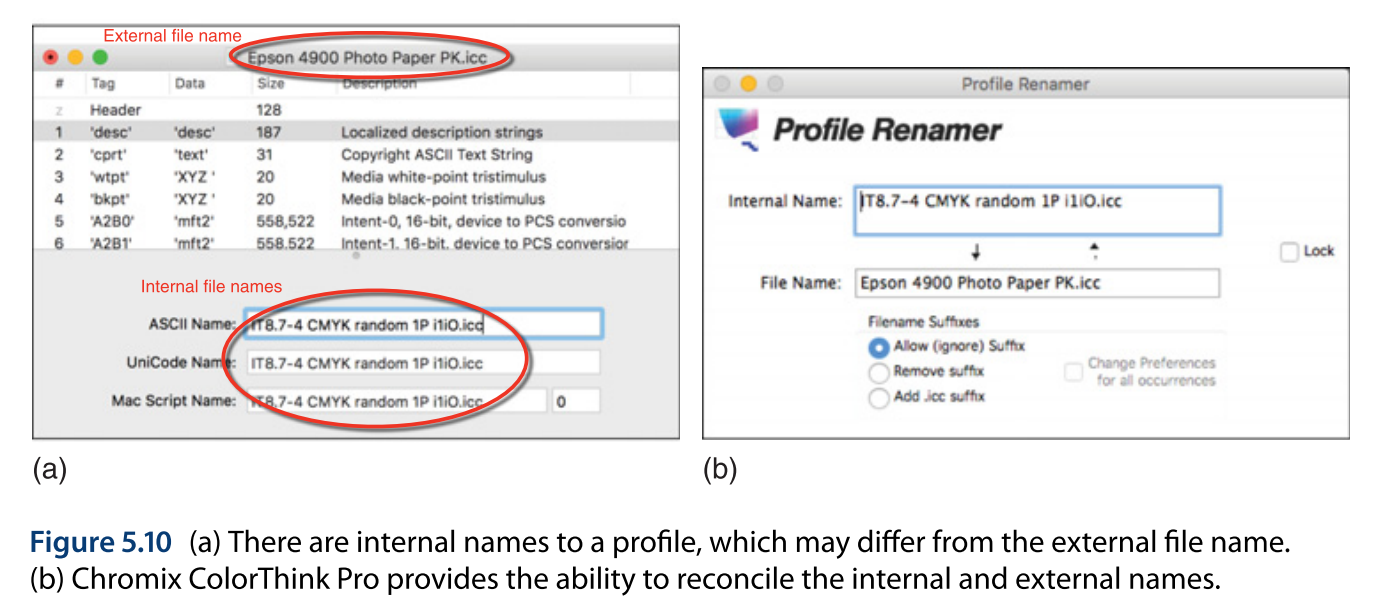 External file name
Epson 4900 Photo Paper PK.icc
# Tag Data Size Description
z Header 128
1 'desc' 'desc' 187 Localized description strings
2 'cprt' 'text' 31 Copyright ASCII Text String
3 'wtpt' 'XYZ ' 20 Media white-point tristimulus
4 'bkpt' 'XYZ ' 20 Media black-point tristimulus
5 'A2B0' 'mft2' 558,522 Intent-0, 16-bit, device to PCS conversio
6 'A2B1' 'mft2' 558,522 Intent-1, 16-bit, device to PCS conversior
Internal file names
ASCII Name: IT8.7-4 CMYK random 1P i1iO.icc
UniCode Name: IT8.7-4 CMYK random 1P i1iO.icc
Mac Script Name: IT8.7-4 CMYK random 1P i1iO.icc 0
(a)
Profile Renamer
Profile Renamer
Internal Name: IT8.7-4 CMYK random 1P i1iO.icc
Lock
File Name: Epson 4900 Photo Paper PK.icc
Filename Suffixes
Allow (ignore) Suffix
Remove suffix
Add .icc suffix
Change Preferences
for all occurrences
(b)
Figure 5.10 (a) There are internal names to a profile, which may differ from the external file name.
(b) Chromix ColorThink Pro provides the ability to reconcile the internal and external names.